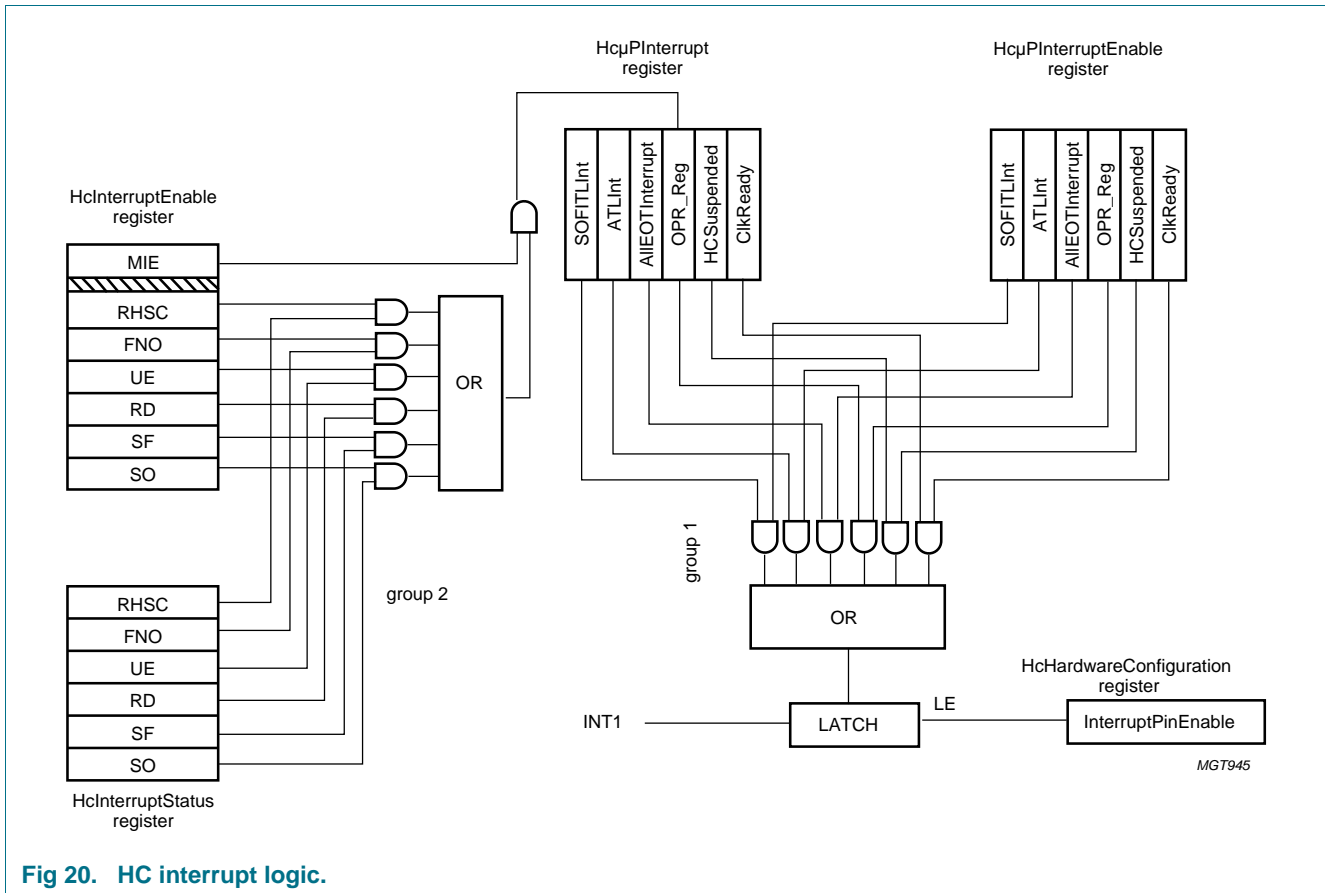 HcµPInterrupt
register
HcµPInterruptEnable
register
SOFITLInt
ATLInt
AllEOTInterrupt
OPR_Reg
HCSuspended
ClkReady
SOFITLInt
ATLInt
AllEOTInterrupt
OPR_Reg
HCSuspended
ClkReady
HcInterruptEnable
register
MIE
RHSC
FNO
UE
RD
SF
SO
OR
group 1
group 2
RHSC
FNO
UE
RD
SF
SO
HcInterruptStatus
register
OR
HcHardwareConfiguration
register
INT1
LATCH
LE
InterruptPinEnable
MGT945
Fig 20. HC interrupt logic.